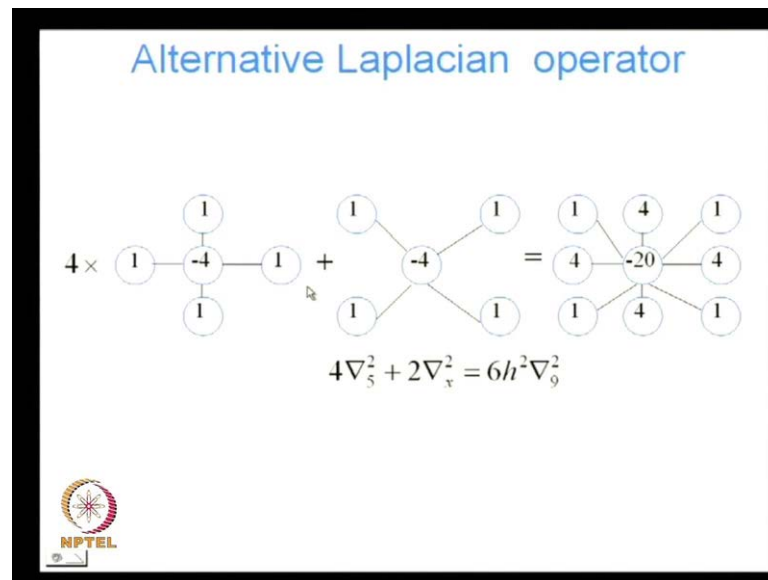 Alternative Laplacian operator
1 1 1 1 4 1
4 × 1 -4 1 + -4 = 4 -20 4
1 1 1 1 4 1
4∇₅² + 2∇ₓ² = 6h²∇₉²
NPTEL